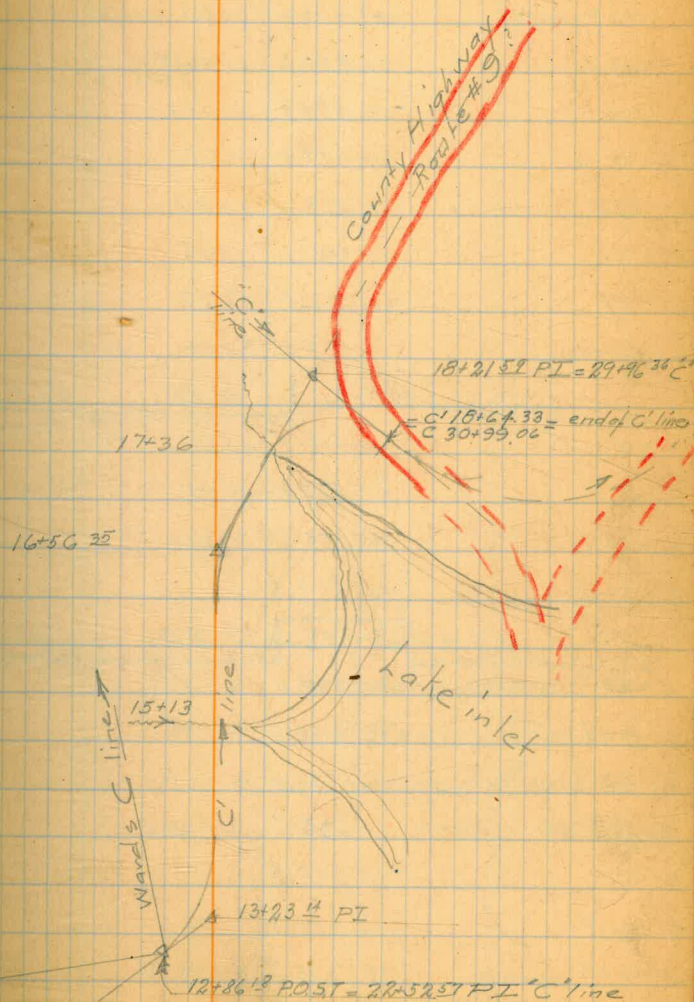 County Highway
Route #9?
"C"
line
18+21 52 PI = 29+96 36 "C"
= C' 18+64.33 = end of C' line
C 30+99.06
17+36
16+56 35
Lake inlet
15+13
C' line
Wands C line
13+23 14 PI
12+86 18 P.O.S.T = 22+52 57 PI "C" line